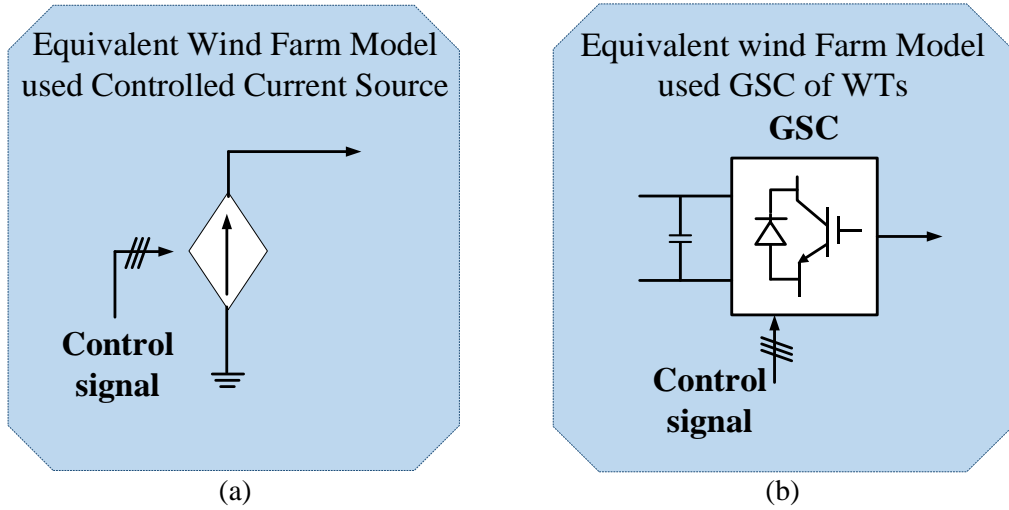 Equivalent Wind Farm Model
used Controlled Current Source
Control
signal
(a)
Equivalent wind Farm Model
used GSC of WTs
GSC
Control
signal
(b)